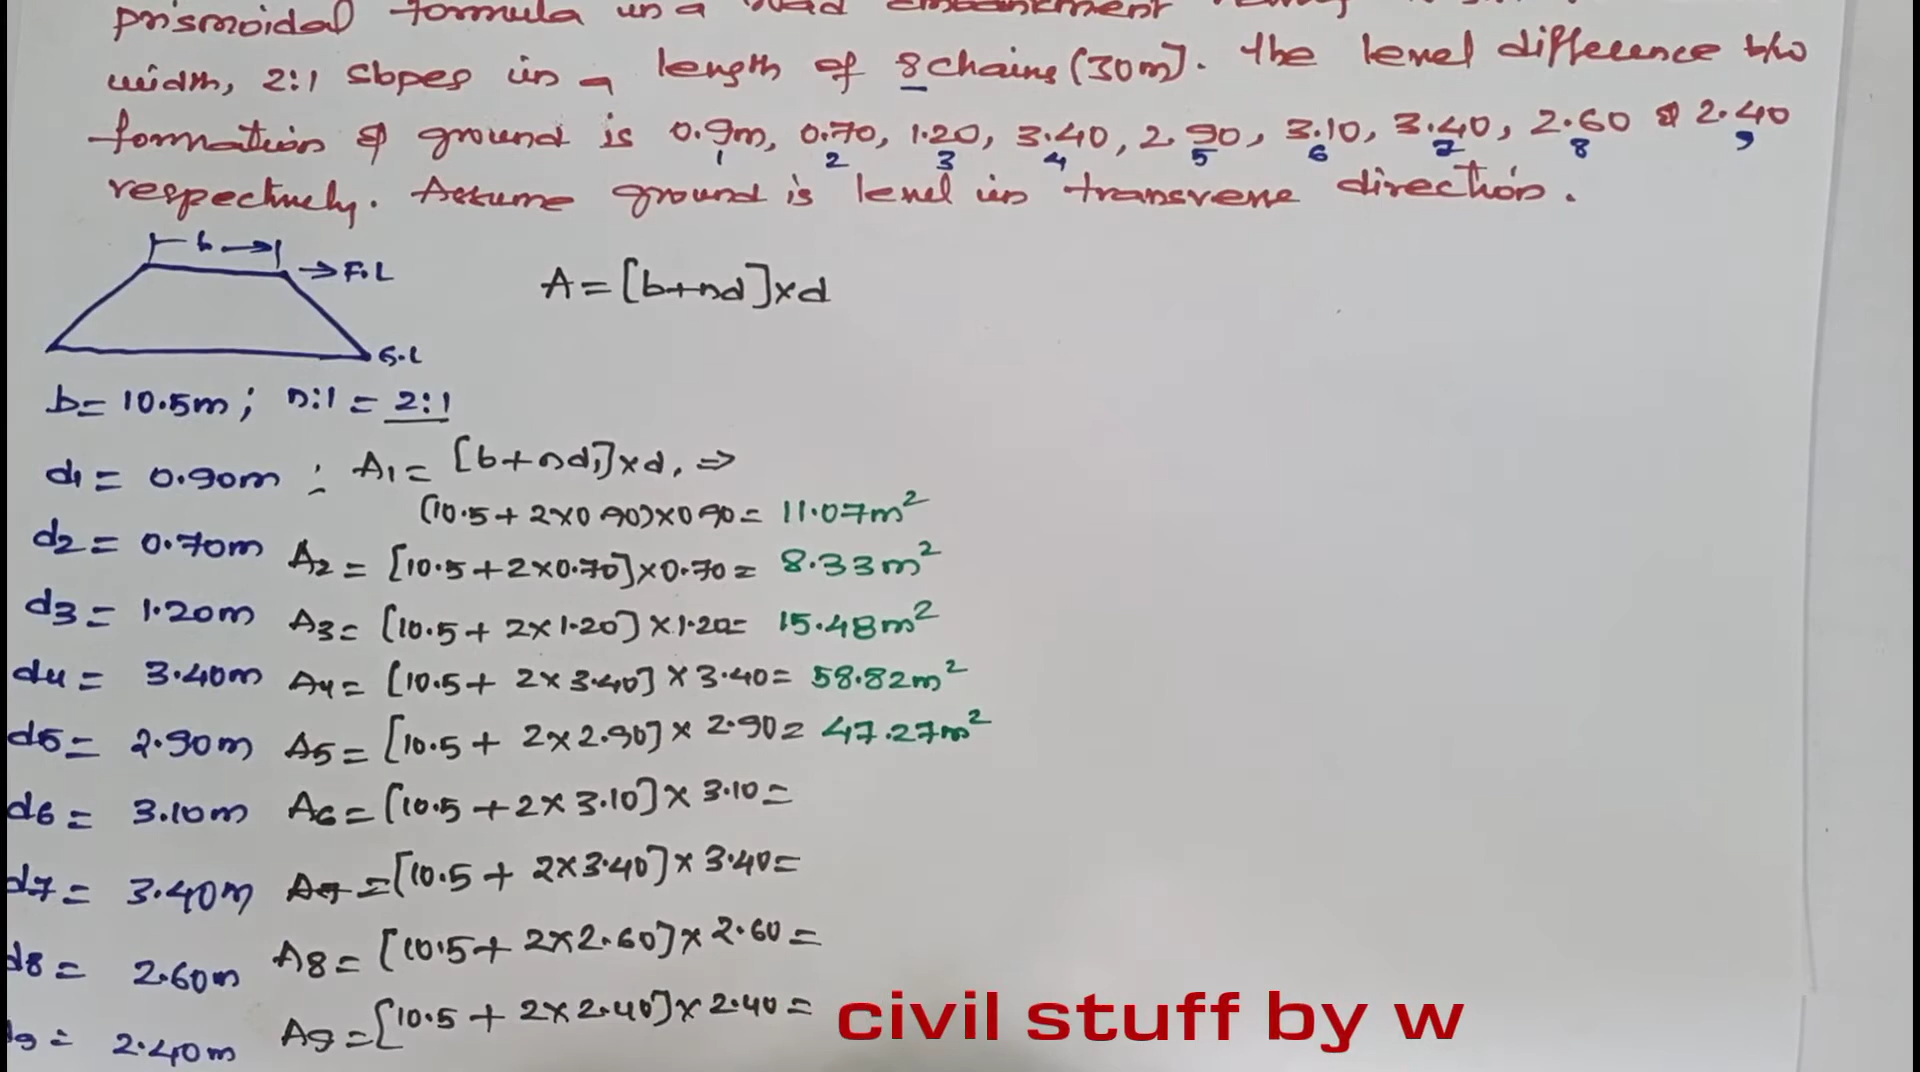 prismoidal formula in a road embankment
width, 2:1 slopes in a length of 8 chains (30m). The level difference b/w
formation & ground is 0.9m, 0.70, 1.20, 3.40, 2.90, 3.10, 3.40, 2.60 & 2.40
1 2 3 4 5 6 7 8 9
respectively. Assume ground is level in transverse direction.
b
F.L
A = [b+nd]×d
G.L
b = 10.5m; n:1 = 2:1
d1 = 0.90m : A1 = [b+nd1]×d1 ⇒
(10.5 + 2×0.90)×0.90 = 11.07m²
d2 = 0.70m A2 = [10.5+2×0.70]×0.70 = 8.33m²
d3 = 1.20m A3 = [10.5+ 2×1.20]×1.20= 15.48m²
d4 = 3.40m A4 = [10.5+ 2×3.40]×3.40= 58.82m²
d5 = 2.90m A5 = [10.5+ 2×2.90]×2.90= 47.27m²
d6 = 3.10m A6 = [10.5+2×3.10]×3.10=
d7 = 3.40m A7 = [10.5+ 2×3.40]×3.40=
d8 = 2.60m A8 = [10.5+ 2×2.60]×2.60=
d9 = 2.40m A9 = [10.5+ 2×2.40]×2.40=
civil stuff by w